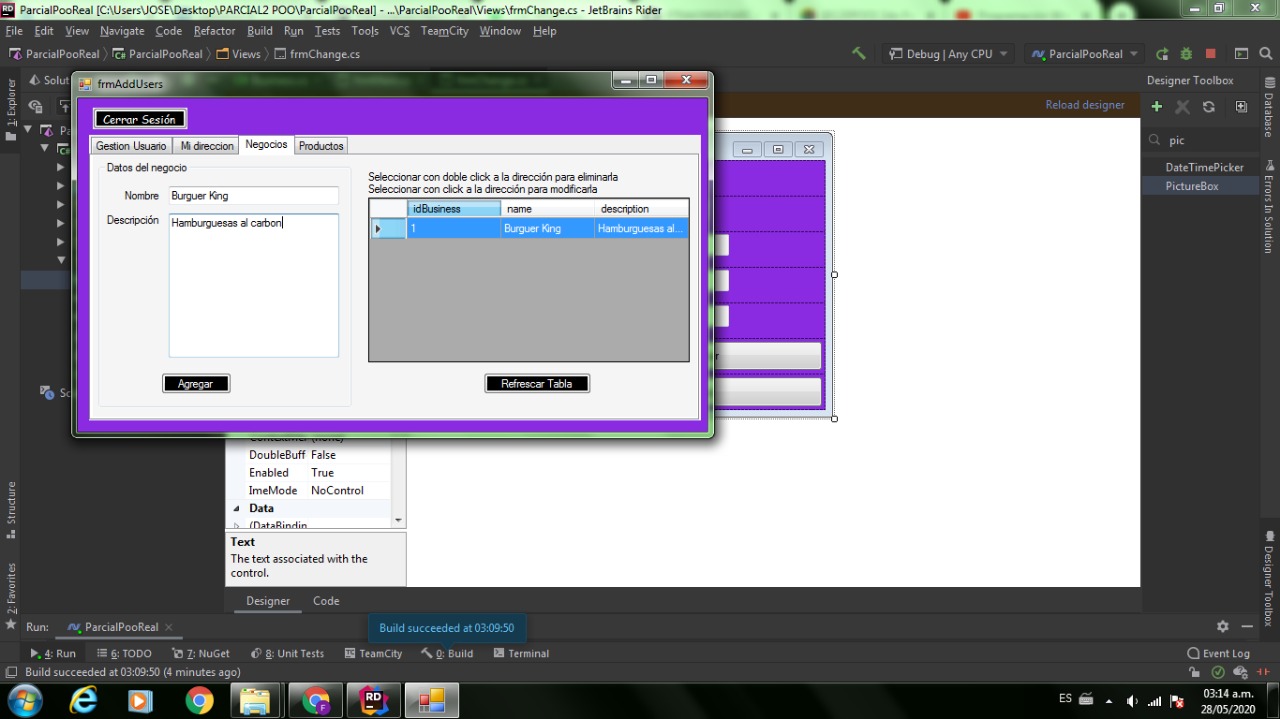 ParcialPooReal [C:\Users\JOSE\Desktop\PARCIAL2 POO\ParcialPooReal] - ...\ParcialPooReal\Views\frmChange.cs - JetBrains Rider
File Edit View Navigate Code Refactor Build Run Tests Tools VCS TeamCity Window Help
ParcialPooReal ParcialPooReal Views frmChange.cs
Debug | Any CPU ParcialPooReal
1: Explorer
Solut
frmAddUsers
Cerrar Sesión
Gestion Usuario Mi direccion Negocios Productos
Datos del negocio
Nombre Burguer King
Descripción Hamburguesas al carbon
Agregar
Seleccionar con doble click a la dirección para eliminarla
Seleccionar con click a la dirección para modificarla
idBusiness name description
1 Burguer King Hamburguesas al...
Refrescar Tabla
Reload designer
Designer Toolbox
pic
DateTimePicker
PictureBox
Database
Errors In Solution
Designer Toolbox
DoubleBuff False
Enabled True
ImeMode NoControl
Data
(DataBindin
Text
The text associated with the
control.
Designer Code
Structure
2: Favorites
Run: ParcialPooReal
Build succeeded at 03:09:50
4: Run 6: TODO 7: NuGet 8: Unit Tests TeamCity 0: Build Terminal Event Log
Build succeeded at 03:09:50 (4 minutes ago)
ES 03:14 a.m.
28/05/2020